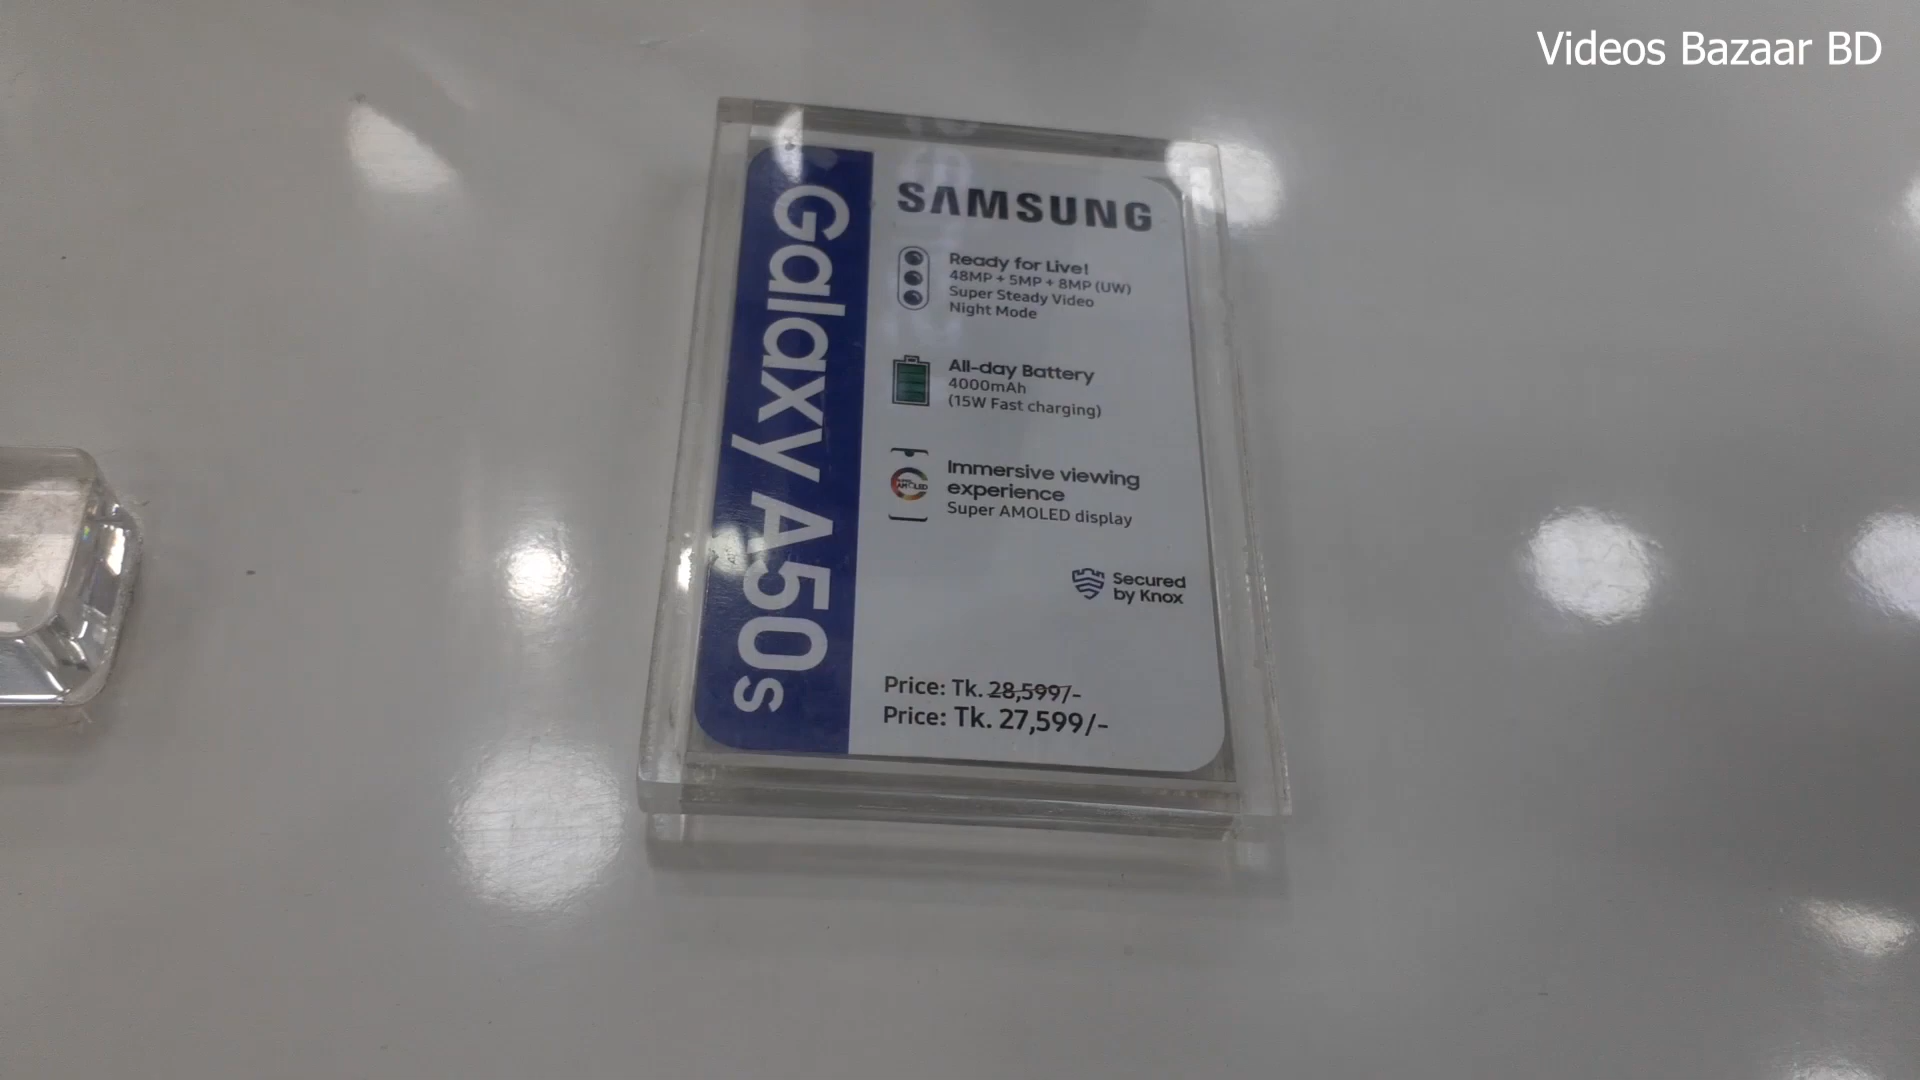 Videos Bazaar BD
Galaxy A50s
SAMSUNG
Ready for Live!
48MP + 5MP + 8MP (UW)
Super Steady Video
Night Mode
All-day Battery
4000mAh
(15W Fast charging)
Immersive viewing
experience
Super AMOLED display
Secured
by Knox
Price: Tk. 28,599/-
Price: Tk. 27,599/-